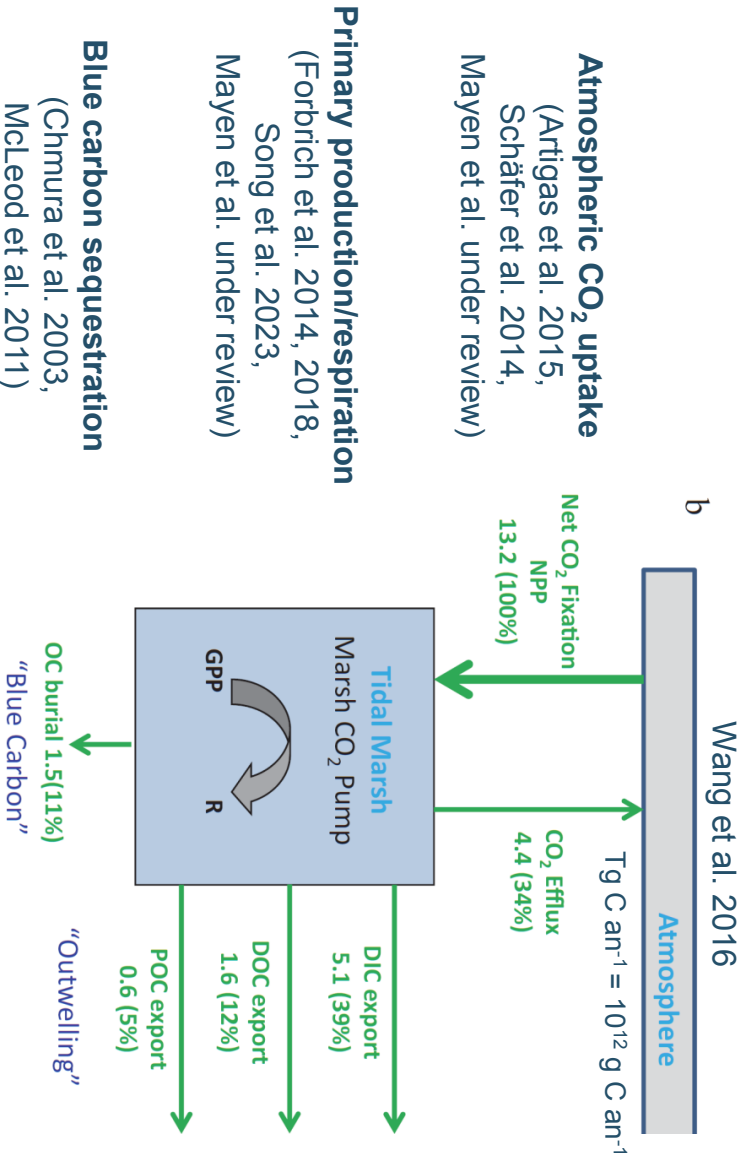 Wang et al. 2016
b
Atmosphere
Tg C an⁻¹ = 10¹² g C an⁻¹
Atmospheric CO₂ uptake
(Artigas et al. 2015,
Schäfer et al. 2014,
Mayen et al. under review)
Net CO₂ Fixation
NPP
13.2 (100%)
CO₂ Efflux
4.4 (34%)
Primary production/respiration
(Forbrich et al. 2014, 2018,
Song et al. 2023,
Mayen et al. under review)
Tidal Marsh
Marsh CO₂ Pump
GPP
R
DIC export
5.1 (39%)
DOC export
1.6 (12%)
POC export
0.6 (5%)
"Outwelling"
Blue carbon sequestration
(Chmura et al. 2003,
McLeod et al. 2011)
OC burial 1.5(11%)
"Blue Carbon"